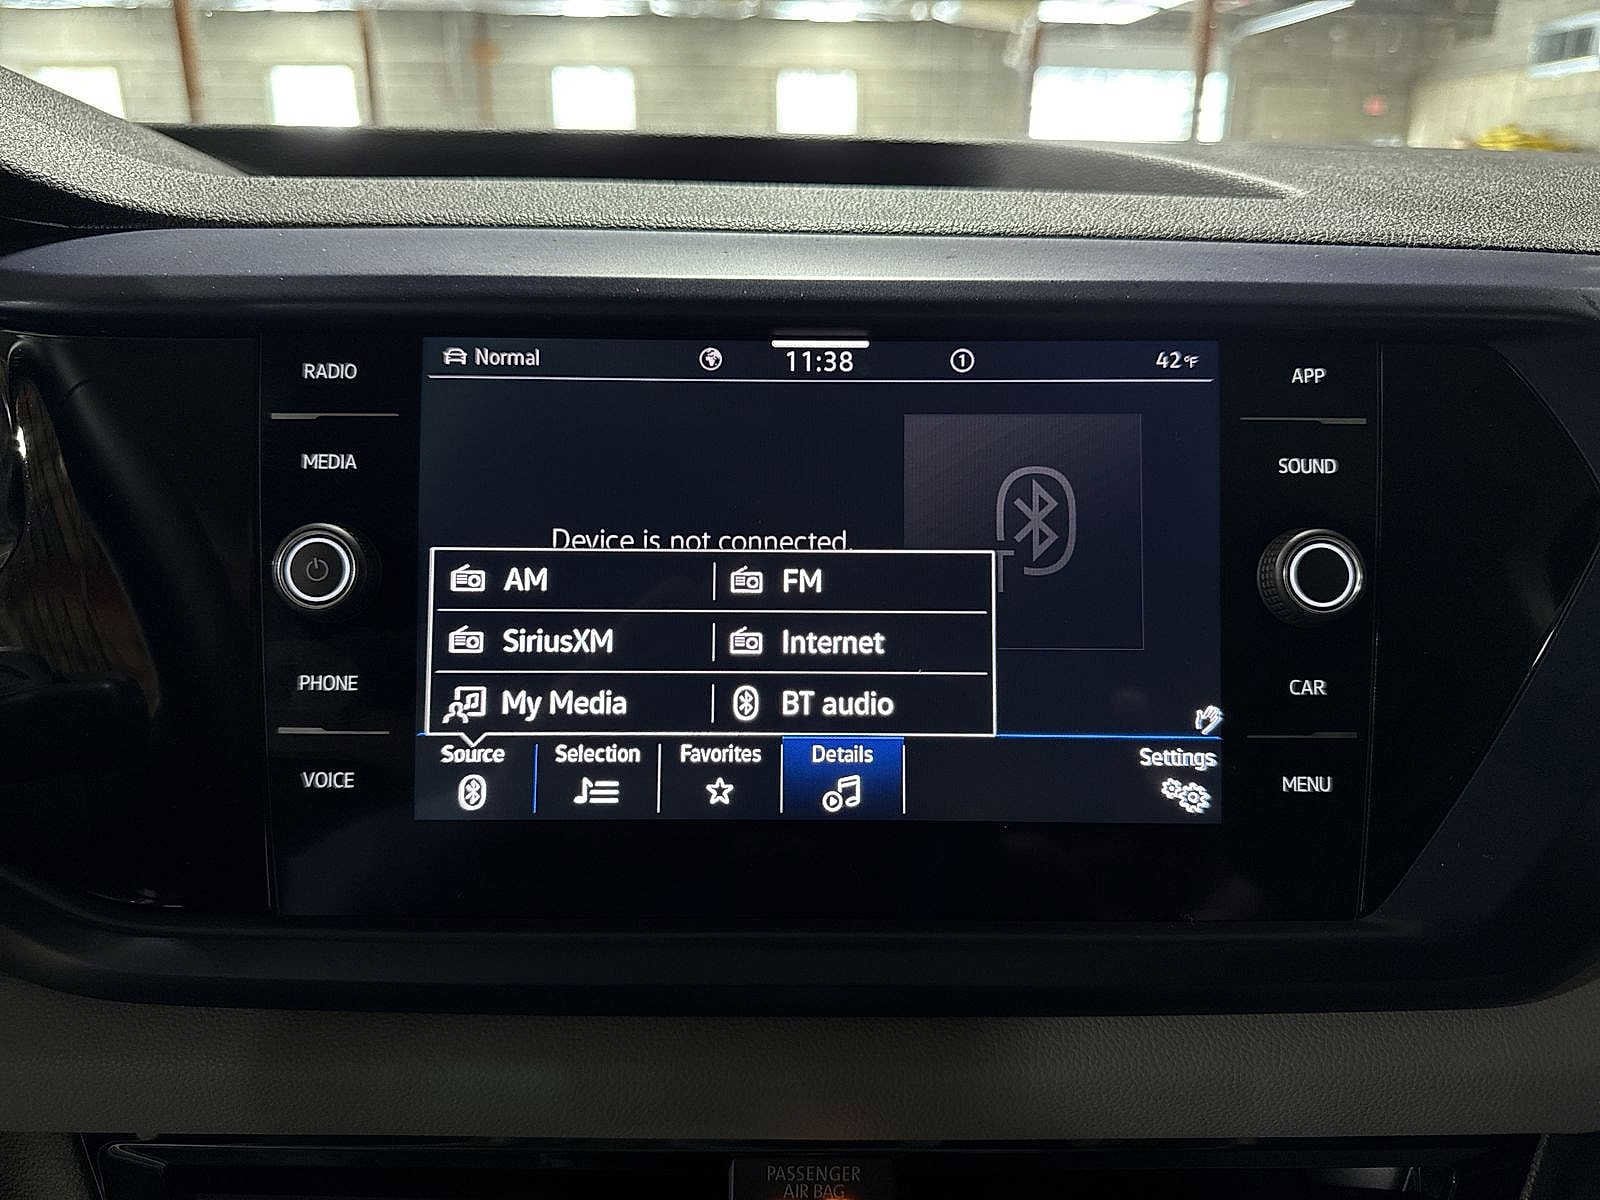 Normal
11:38
1
42°F
RADIO
MEDIA
PHONE
VOICE
Device is not connected.
AM
FM
SiriusXM
Internet
My Media
BT audio
Source
Selection
Favorites
Details
Settings
APP
SOUND
CAR
MENU
PASSENGER
AIR BAG